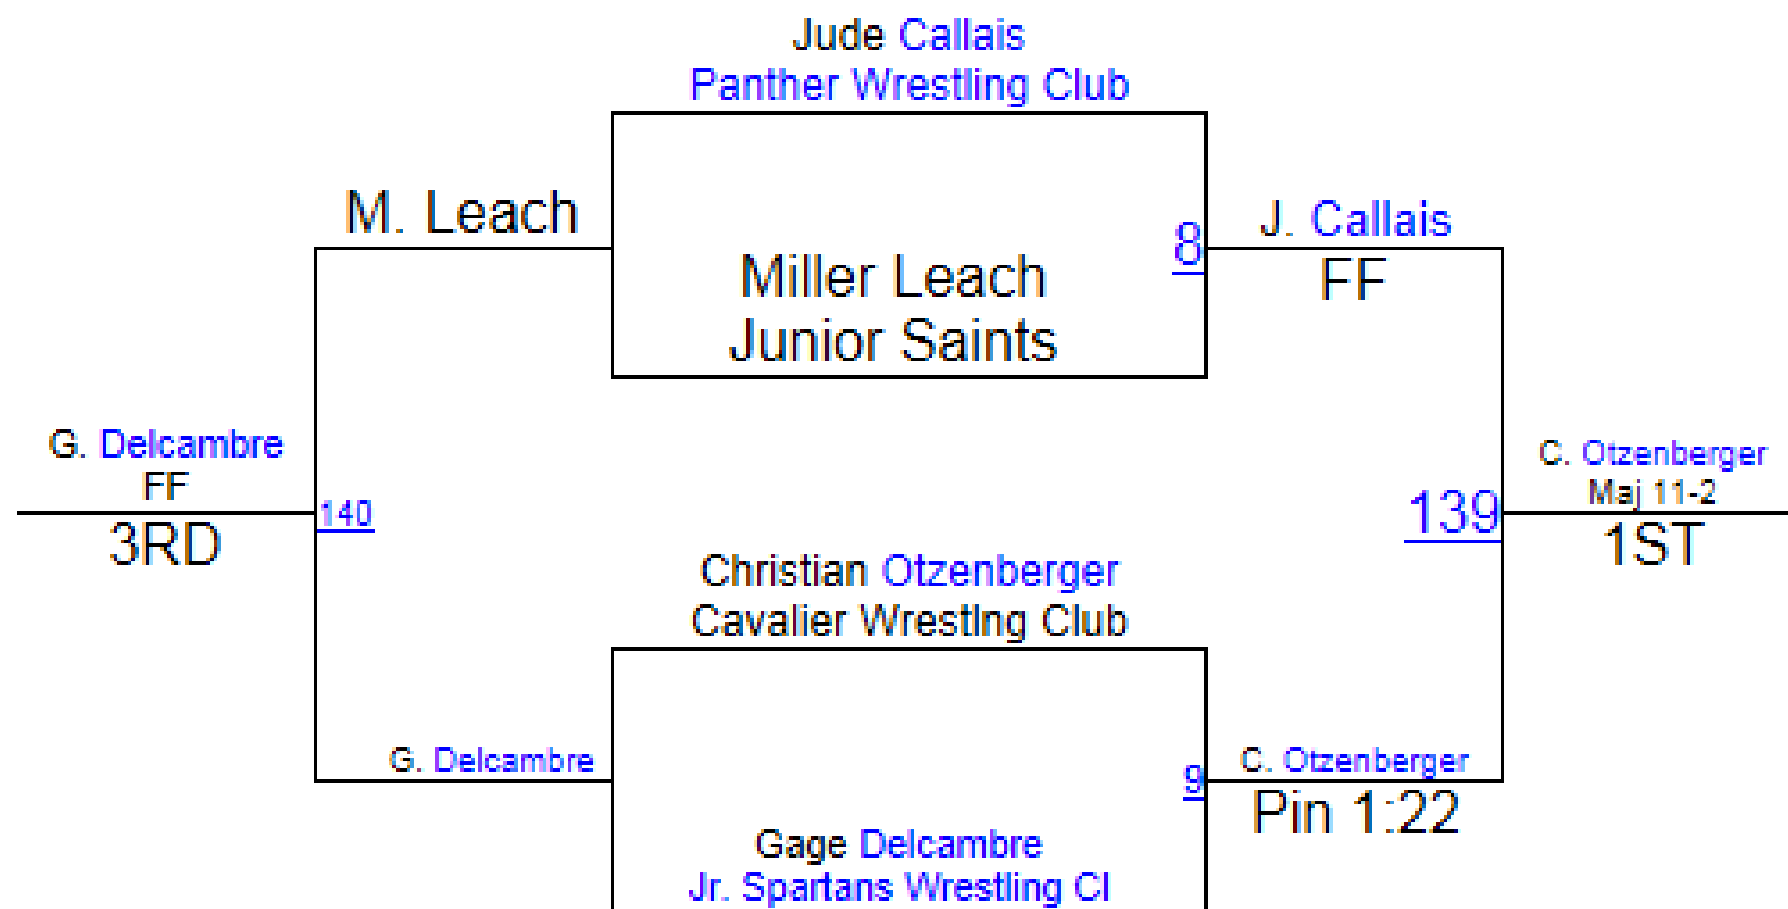 Jude Callais
Panther Wrestling Club
M. Leach
J. Callais
8
FF
Miller Leach
Junior Saints
G. Delcambre
FF
140
3RD
C. Otzenberger
Maj 11-2
139
1ST
Christian Otzenberger
Cavalier Wrestlng Club
G. Delcambre
C. Otzenberger
9
Pin 1:22
Gage Delcambre
Jr. Spartans Wrestling Cl